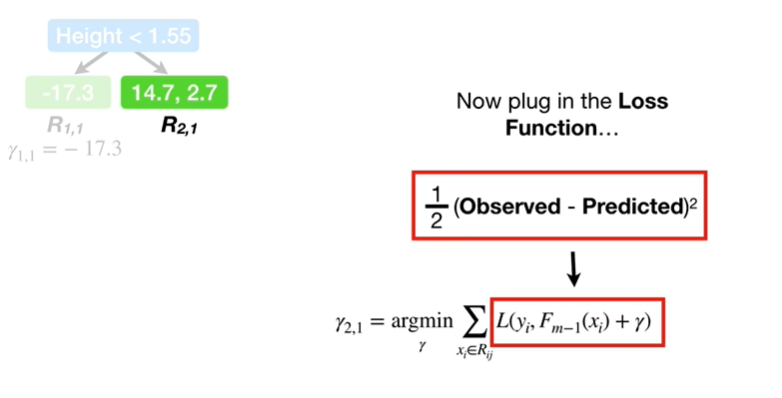 Height < 1.55
-17.3
14.7, 2.7
R1,1
R2,1
γ1,1 = − 17.3
Now plug in the Loss
Function…
1/2 (Observed - Predicted)²
γ2,1 = argmin γ ∑ xi∈Rij L(yi, Fm−1(xi) + γ)